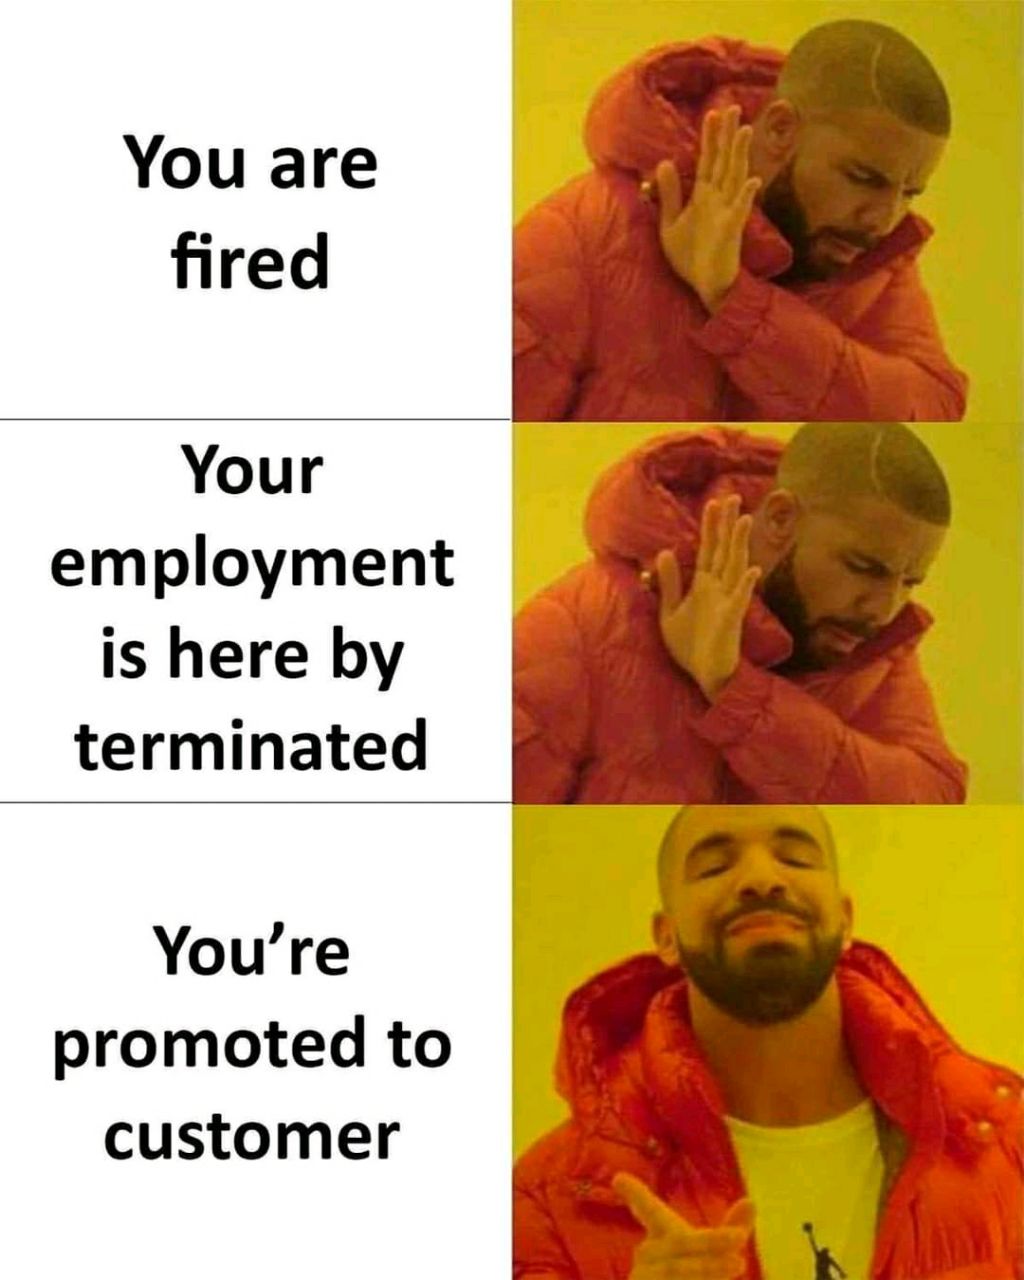 You are
fired
Your
employment
is here by
terminated
You’re
promoted to
customer